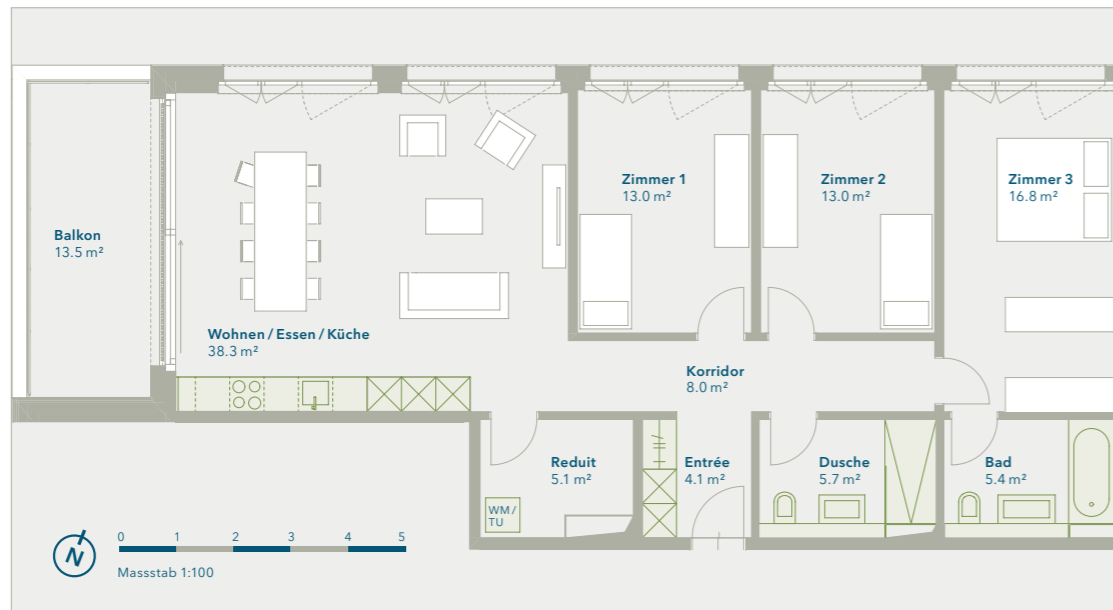 Zimmer 1
13.0 m²
Zimmer 2
13.0 m²
Zimmer 3
16.8 m²
Balkon
13.5 m²
Wohnen / Essen / Küche
38.3 m²
Korridor
8.0 m²
Reduit
5.1 m²
Entrée
4.1 m²
Dusche
5.7 m²
Bad
5.4 m²
WM /
TU
N
0 1 2 3 4 5
Massstab 1:100